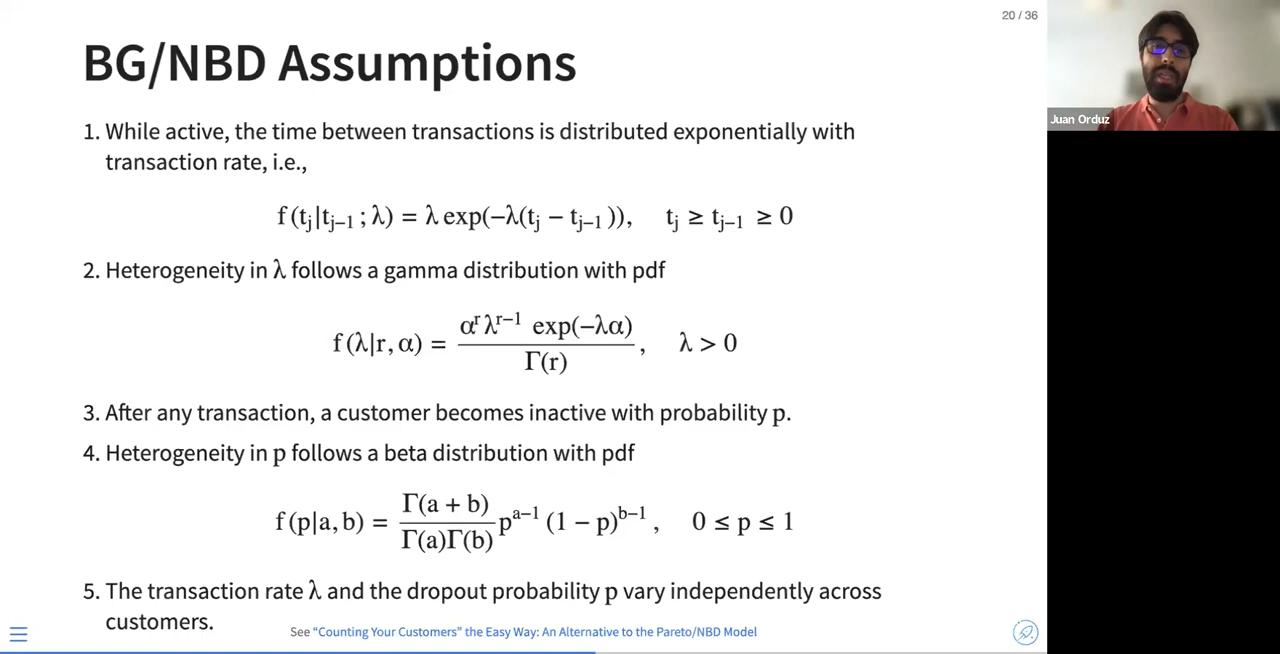 20 / 36
BG/NBD Assumptions
1. While active, the time between transactions is distributed exponentially with
transaction rate, i.e.,
f(tⱼ|tⱼ₋₁; λ) = λ exp(−λ(tⱼ − tⱼ₋₁)), tⱼ ≥ tⱼ₋₁ ≥ 0
2. Heterogeneity in λ follows a gamma distribution with pdf
f(λ|r, α) = αʳλʳ⁻¹ exp(−λα) / Γ(r), λ > 0
3. After any transaction, a customer becomes inactive with probability p.
4. Heterogeneity in p follows a beta distribution with pdf
f(p|a, b) = Γ(a + b) / Γ(a)Γ(b) pᵃ⁻¹ (1 − p)ᵇ⁻¹, 0 ≤ p ≤ 1
5. The transaction rate λ and the dropout probability p vary independently across
customers.
See “Counting Your Customers” the Easy Way: An Alternative to the Pareto/NBD Model
Juan Orduz